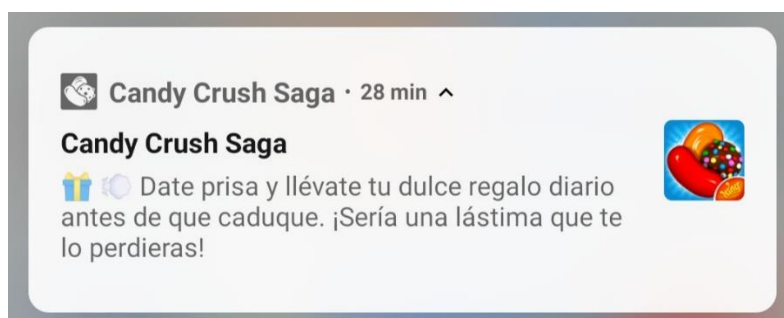 Candy Crush Saga · 28 min
Candy Crush Saga
🎁 💨 Date prisa y llévate tu dulce regalo diario
antes de que caduque. ¡Sería una lástima que te
lo perdieras!
King